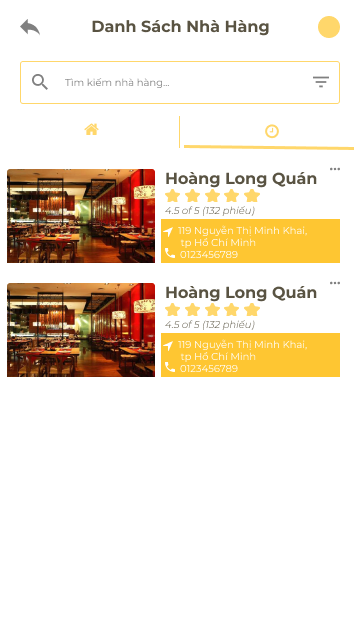 Danh Sách Nhà Hàng
Tìm kiếm nhà hàng...
Hoàng Long Quán
4.5 of 5 (132 phiếu)
119 Nguyễn Thị Minh Khai,
tp Hồ Chí Minh
0123456789
Hoàng Long Quán
4.5 of 5 (132 phiếu)
119 Nguyễn Thị Minh Khai,
tp Hồ Chí Minh
0123456789